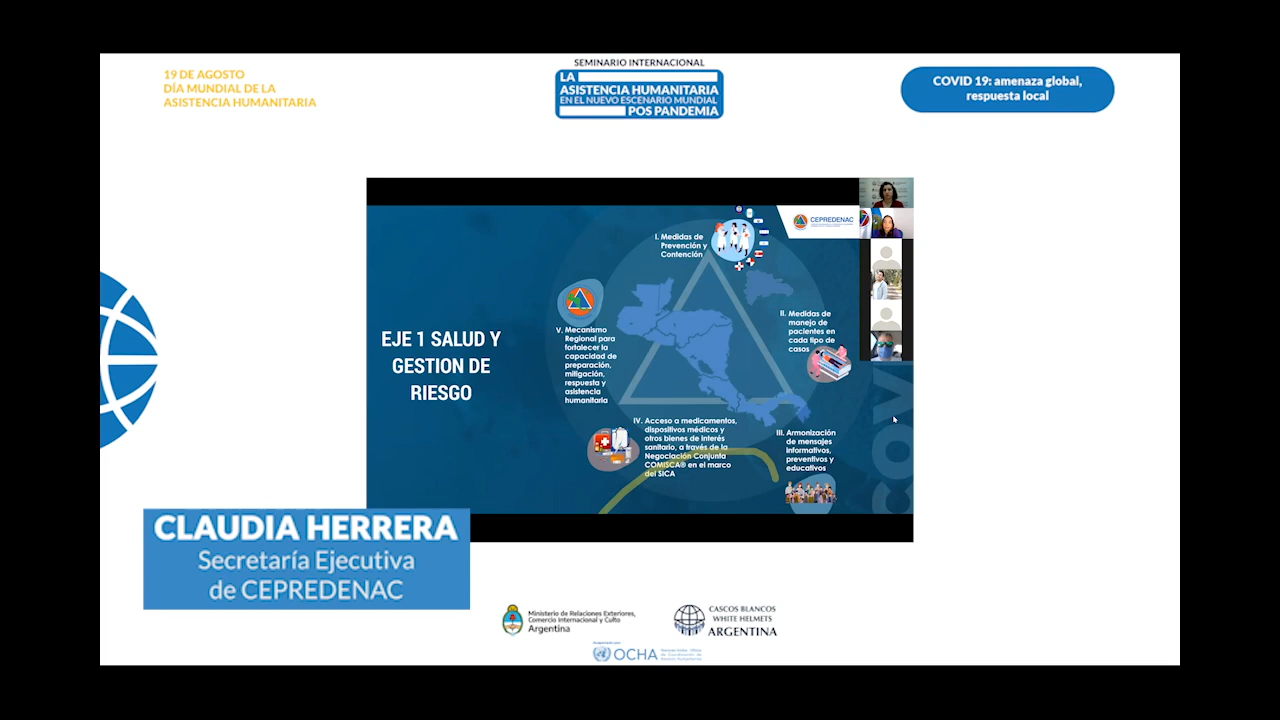 19 DE AGOSTO
DÍA MUNDIAL DE LA
ASISTENCIA HUMANITARIA
SEMINARIO INTERNACIONAL
LA
ASISTENCIA HUMANITARIA
EN EL NUEVO ESCENARIO MUNDIAL
POS PANDEMIA
COVID 19: amenaza global,
respuesta local
CEPREDENAC
EJE 1 SALUD Y
GESTION DE
RIESGO
I. Medidas de
Prevención y
Contención
II. Medidas de
manejo de
pacientes en
cada tipo de
casos
III. Armonización
de mensajes
informativos,
preventivos y
educativos
IV. Acceso a medicamentos,
dispositivos médicos y
otros bienes de interés
sanitario, a través de la
Negociación Conjunta
COMISCA® en el marco
del SICA
V. Mecanismo
Regional para
fortalecer la
capacidad de
preparación,
mitigación,
respuesta y
asistencia
humanitaria
COV
CLAUDIA HERRERA
Secretaría Ejecutiva
de CEPREDENAC
Ministerio de Relaciones Exteriores,
Comercio Internacional y Culto
Argentina
CASCOS BLANCOS
WHITE HELMETS
ARGENTINA
OCHA